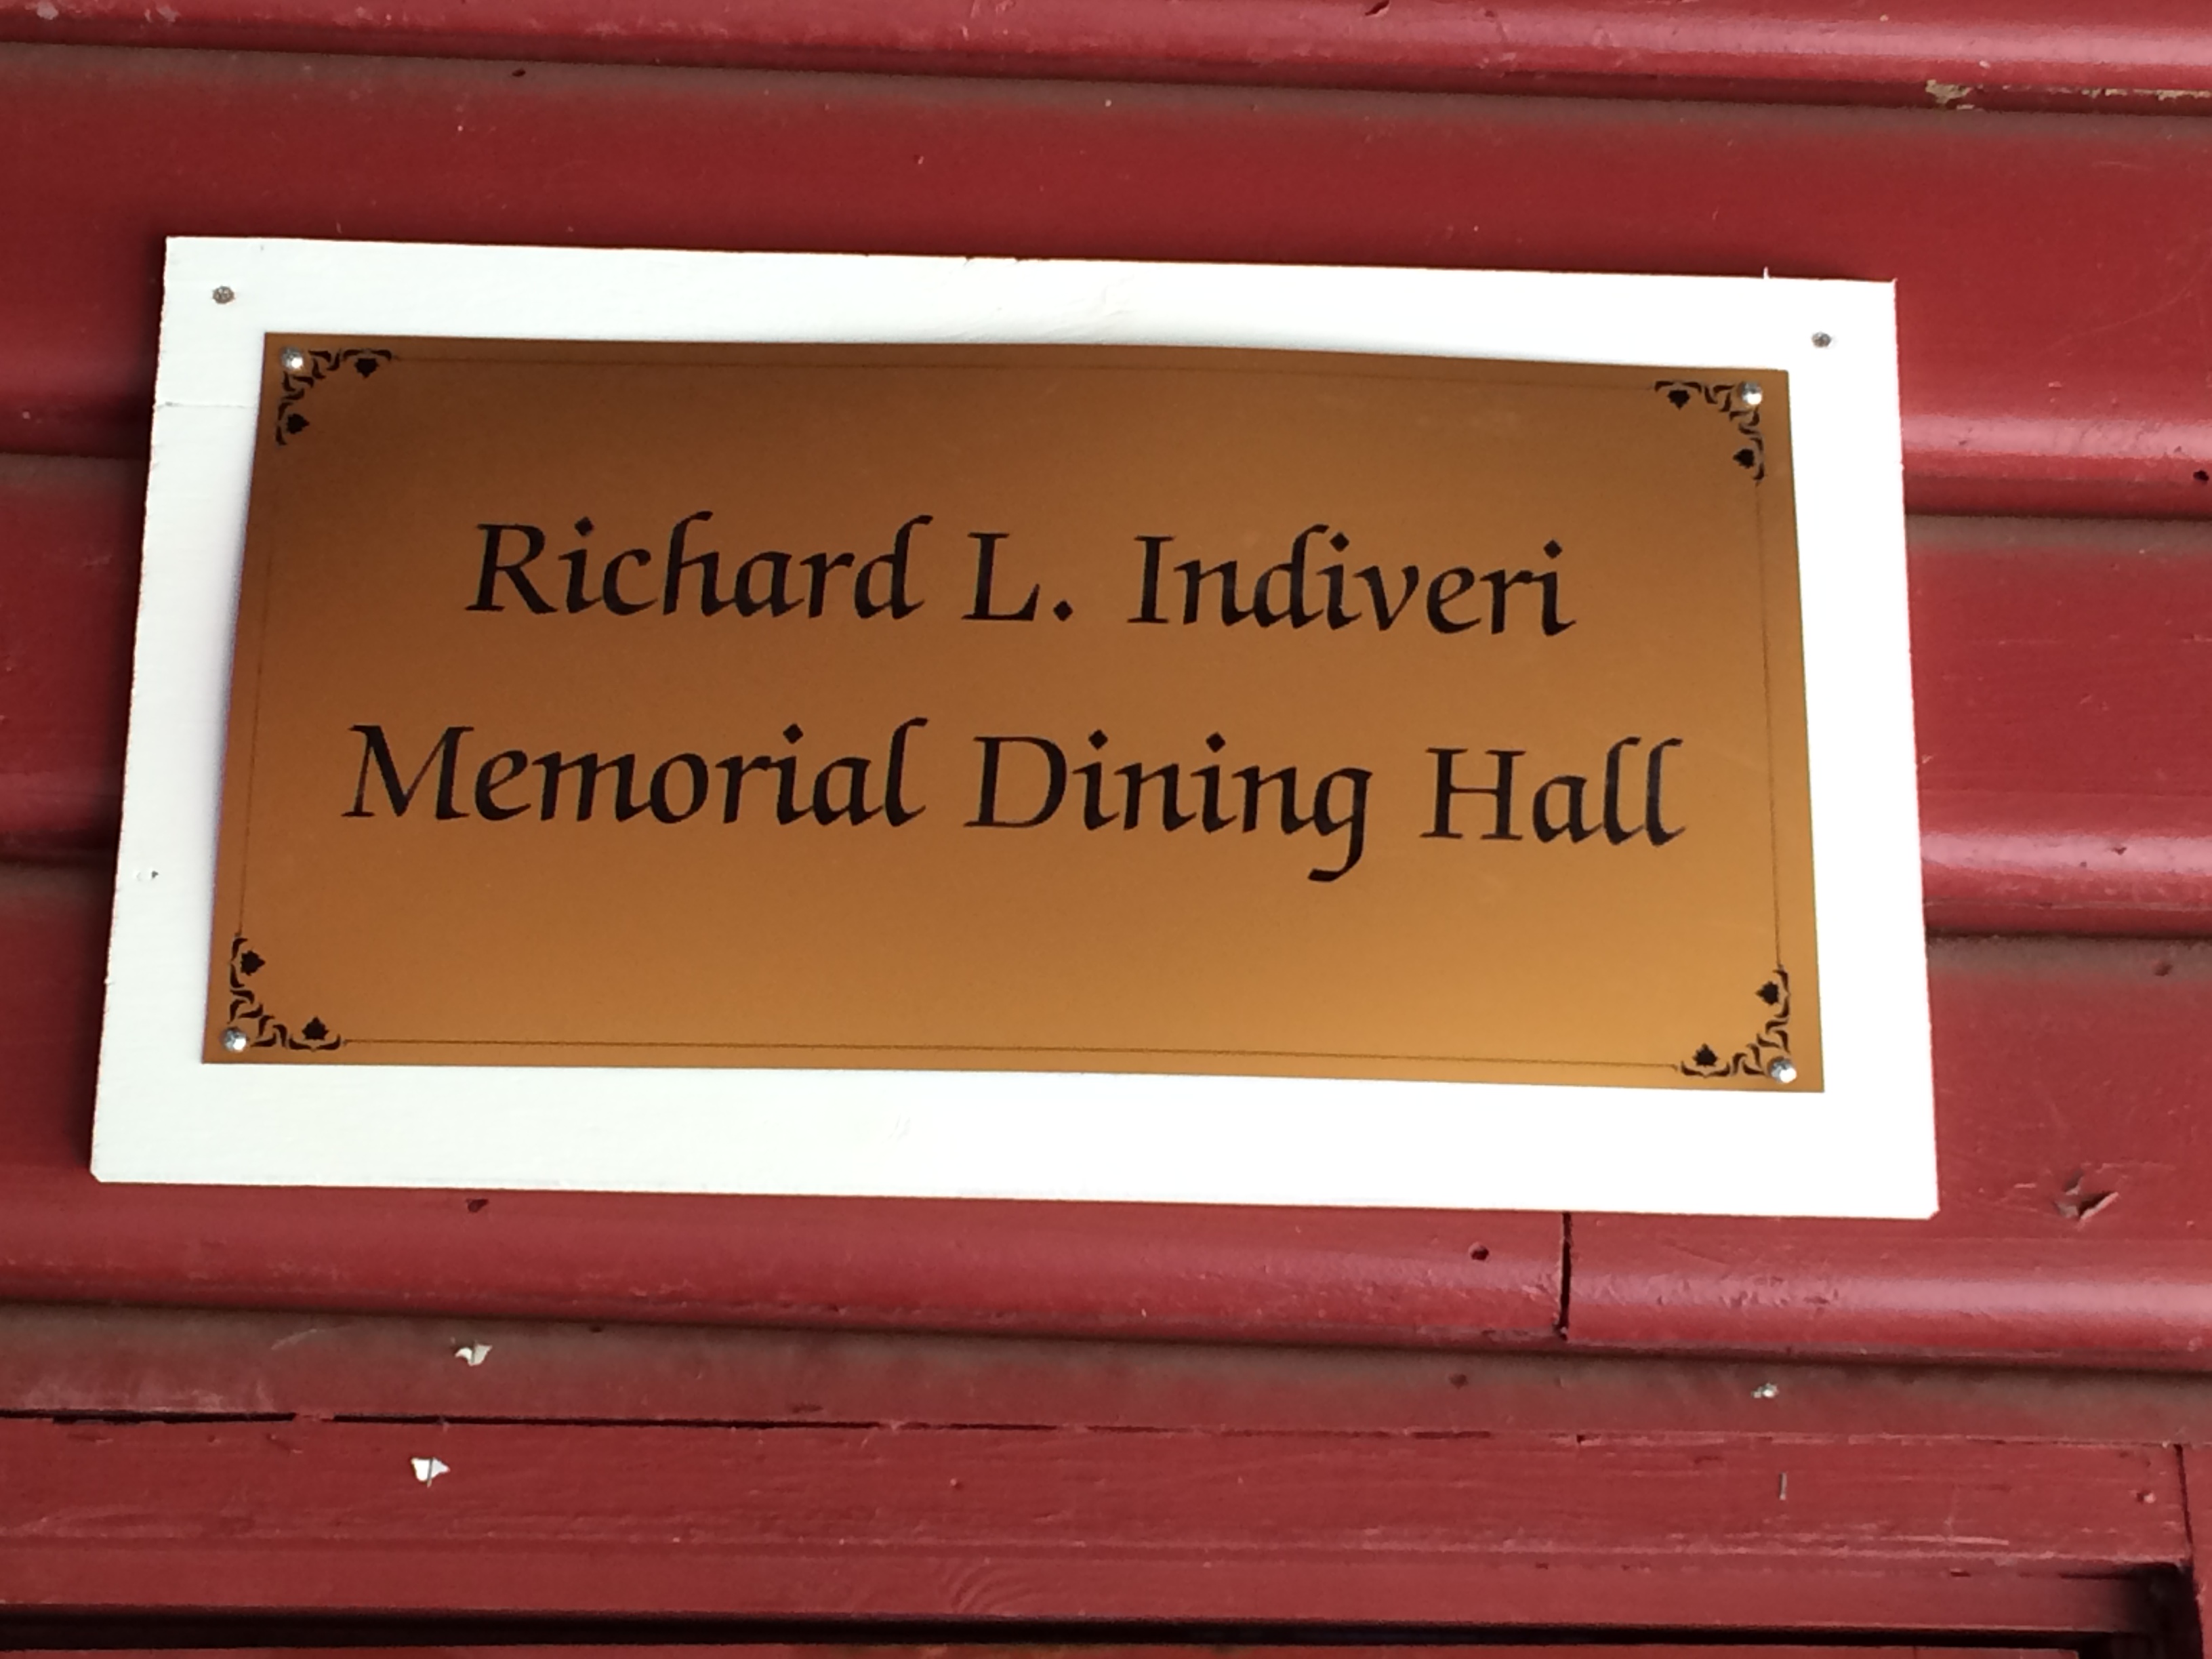 Richard L. Indiveri
Memorial Dining Hall